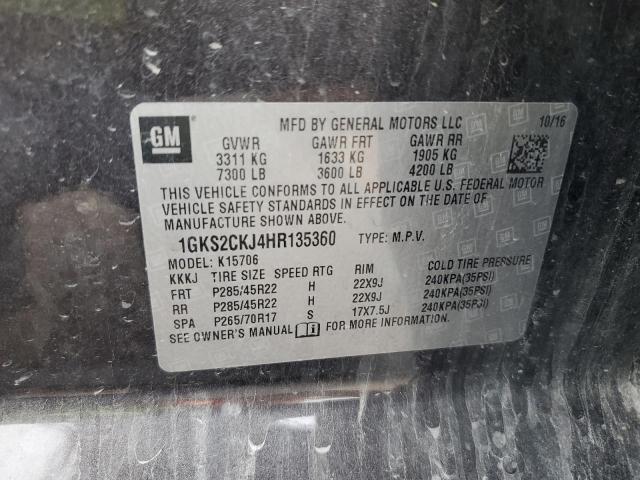 GM
MFD BY GENERAL MOTORS LLC 10/16
GVWR GAWR FRT GAWR RR
3311 KG 1633 KG 1905 KG
7300 LB 3600 LB 4200 LB
THIS VEHICLE CONFORMS TO ALL APPLICABLE U.S. FEDERAL MOTOR
VEHICLE SAFETY STANDARDS IN EFFECT ON THE DATE OF
MANUFACTURE SHOWN ABOVE.
1GKS2CKJ4HR135360 TYPE: M.P.V.
MODEL: K15706
KKKJ TIRE SIZE SPEED RTG RIM COLD TIRE PRESSURE
FRT P285/45R22 H 22X9J 240KPA(35PSI)
RR P285/45R22 H 22X9J 240KPA(35PSI)
SPA P265/70R17 S 17X7.5J 240KPA(35PSI)
SEE OWNER'S MANUAL FOR MORE INFORMATION.